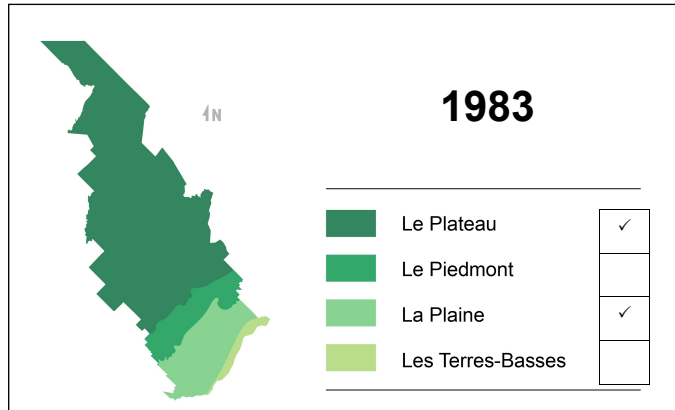 N
1983
Le Plateau ✓
Le Piedmont
La Plaine ✓
Les Terres-Basses